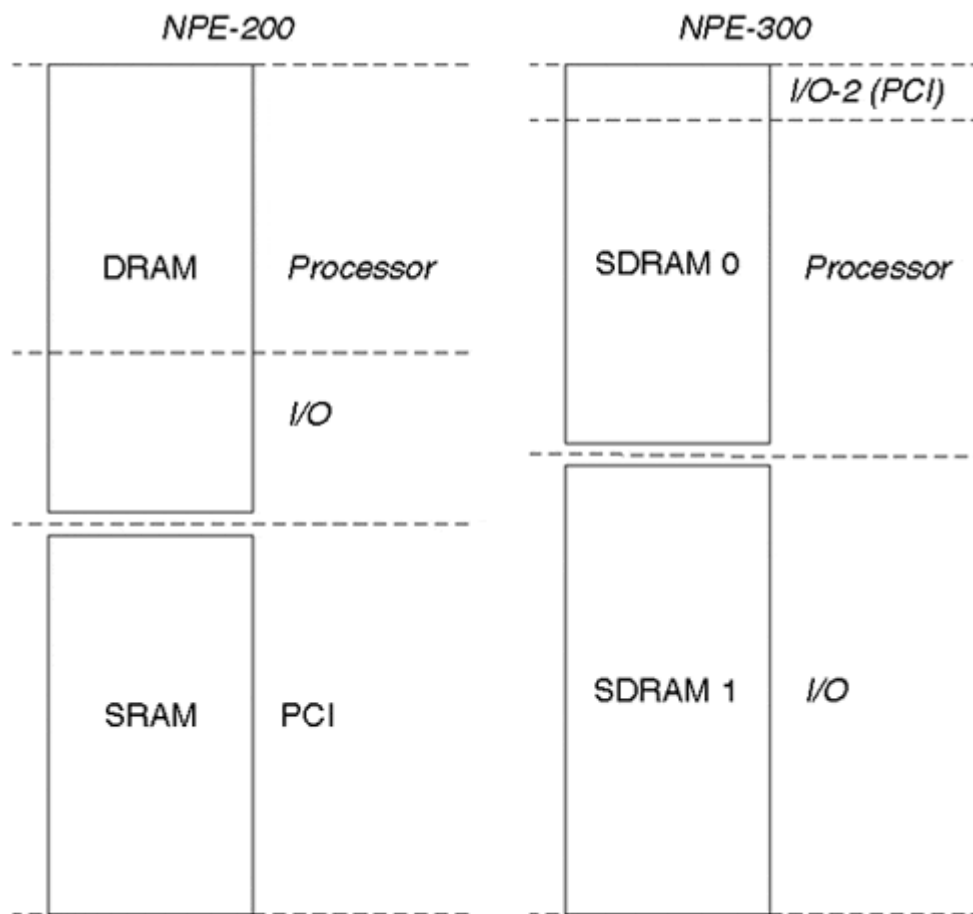 NPE-200
DRAM
Processor
I/O
SRAM
PCI
NPE-300
I/O-2 (PCI)
SDRAM 0
Processor
SDRAM 1
I/O